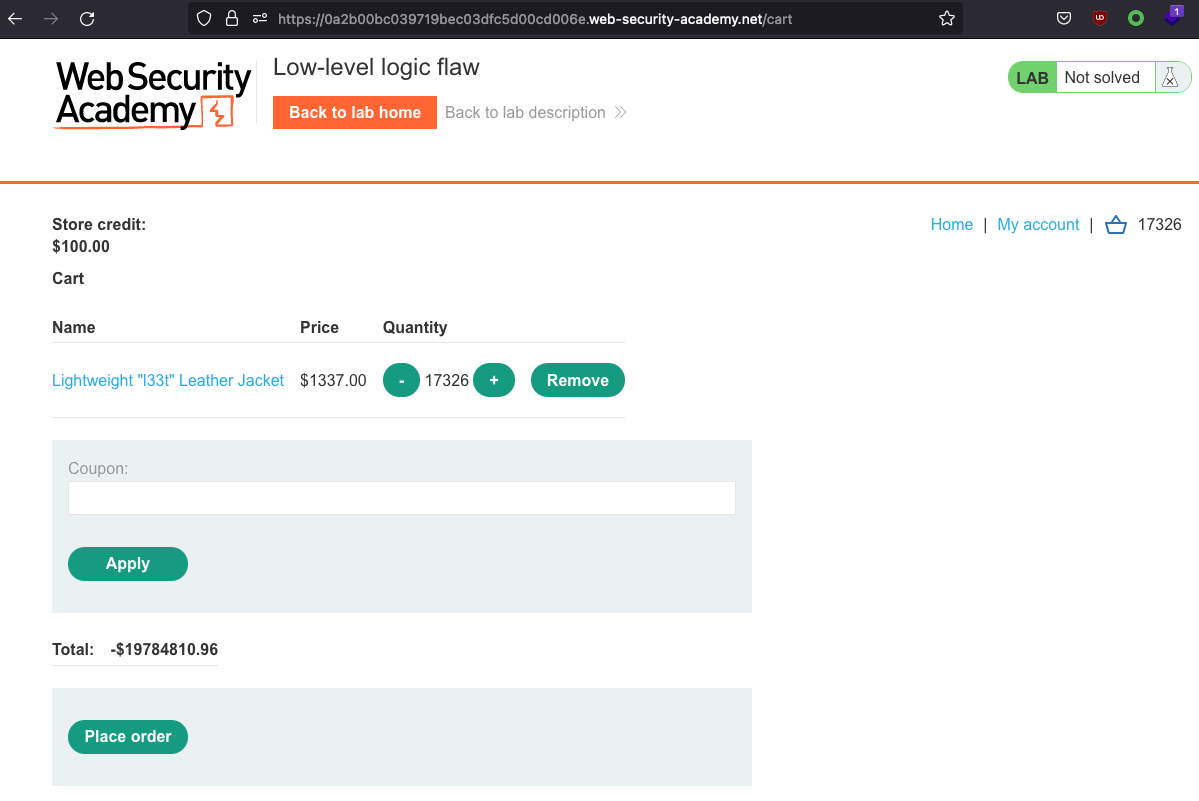 1
https://0a2b00bc039719bec03dfc5d00cd006e.web-security-academy.net/cart
Web Security
Academy
Low-level logic flaw
Back to lab home Back to lab description
LAB Not solved
Store credit:
$100.00
Home | My account | 17326
Cart
Name Price Quantity
Lightweight "l33t" Leather Jacket $1337.00 - 17326 + Remove
Coupon:
Apply
Total: -$19784810.96
Place order